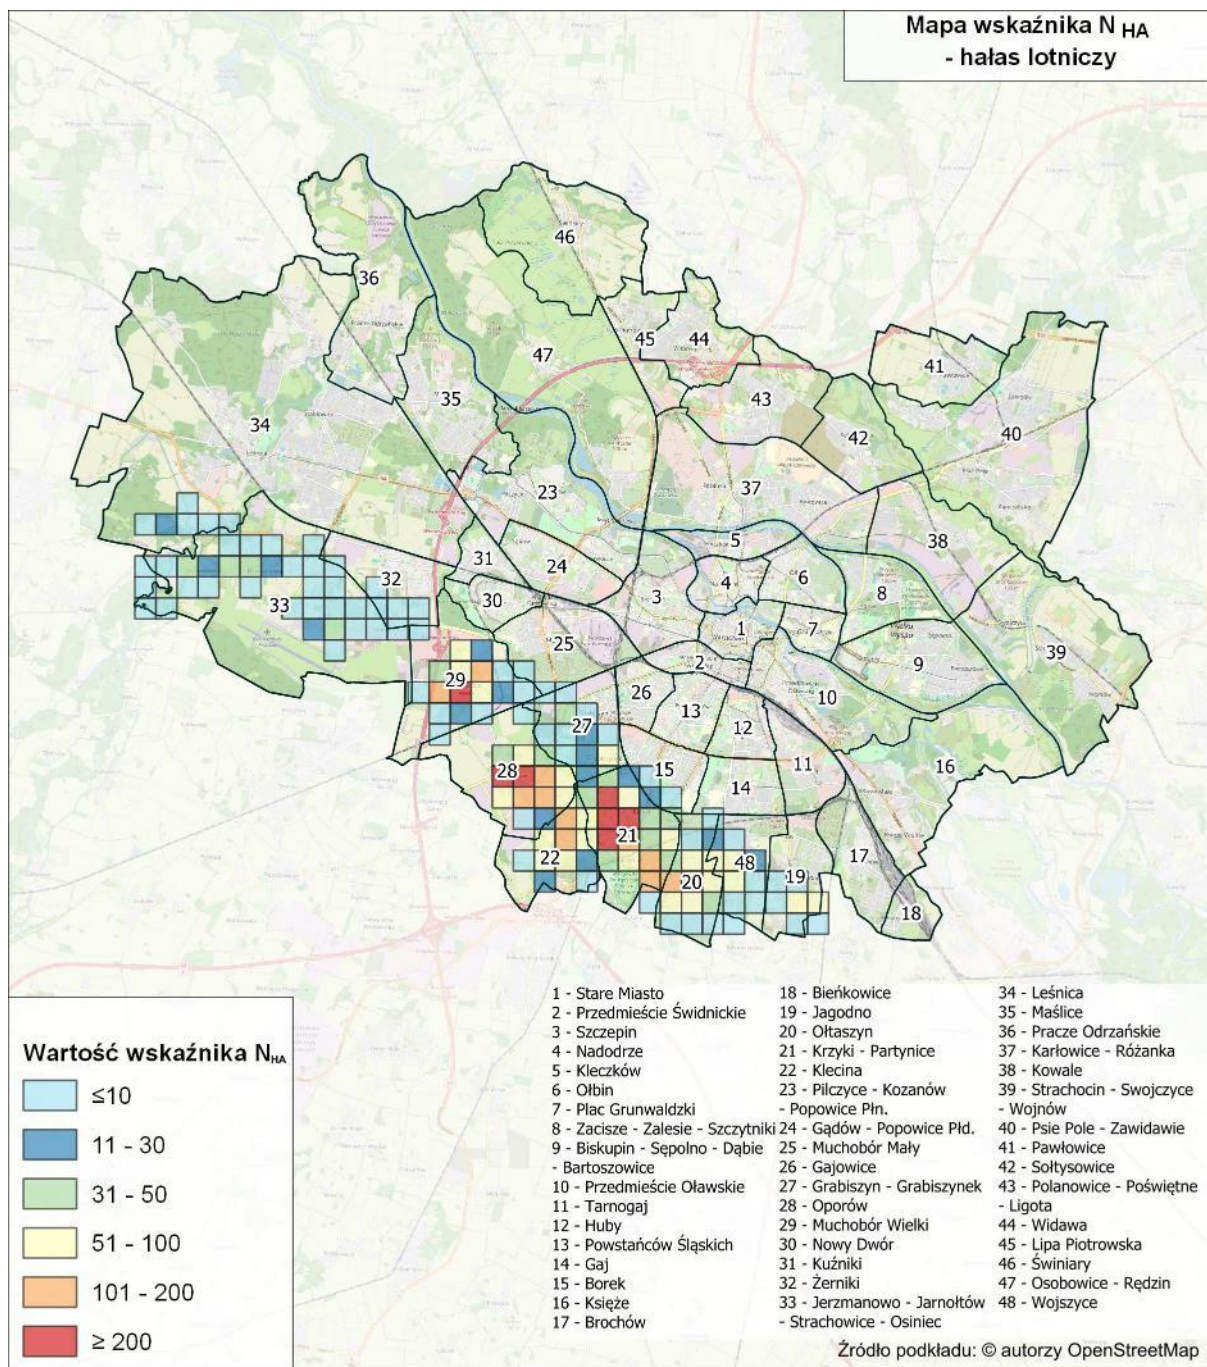 Mapa wskaźnika N HA
- hałas lotniczy
46
36
45
44
47
41
35
43
40
34
42
23
37
38
5
31
24
32
4
6
8
30
3
33
1
7
25
9
39
2
29
26
10
13
27
12
16
28
15
11
14
21
22
48
17
20
19
18
Wartość wskaźnika NHA
≤10
11 - 30
31 - 50
51 - 100
101 - 200
≥ 200
1 - Stare Miasto
2 - Przedmieście Świdnickie
3 - Szczepin
4 - Nadodrze
5 - Kleczków
6 - Ołbin
7 - Plac Grunwaldzki
8 - Zacisze - Zalesie - Szczytniki
9 - Biskupin - Sępolno - Dąbie
- Bartoszowice
10 - Przedmieście Oławskie
11 - Tarnogaj
12 - Huby
13 - Powstańców Śląskich
14 - Gaj
15 - Borek
16 - Księże
17 - Brochów
18 - Bieńkowice
19 - Jagodno
20 - Ołtaszyn
21 - Krzyki - Partynice
22 - Klecina
23 - Pilczyce - Kozanów
- Popowice Płn.
24 - Gądów - Popowice Płd.
25 - Muchobór Mały
26 - Gajowice
27 - Grabiszyn - Grabiszynek
28 - Oporów
29 - Muchobór Wielki
30 - Nowy Dwór
31 - Kuźniki
32 - Żerniki
33 - Jerzmanowo - Jarnołtów
- Strachowice - Osiniec
34 - Leśnica
35 - Maślice
36 - Pracze Odrzańskie
37 - Karłowice - Różanka
38 - Kowale
39 - Strachocin - Swojczyce
- Wojnów
40 - Psie Pole - Zawidawie
41 - Pawłowice
42 - Sołtysowice
43 - Polanowice - Poświętne
- Ligota
44 - Widawa
45 - Lipa Piotrowska
46 - Świniary
47 - Osobowice - Rędzin
48 - Wojszyce
Źródło podkładu: © autorzy OpenStreetMap